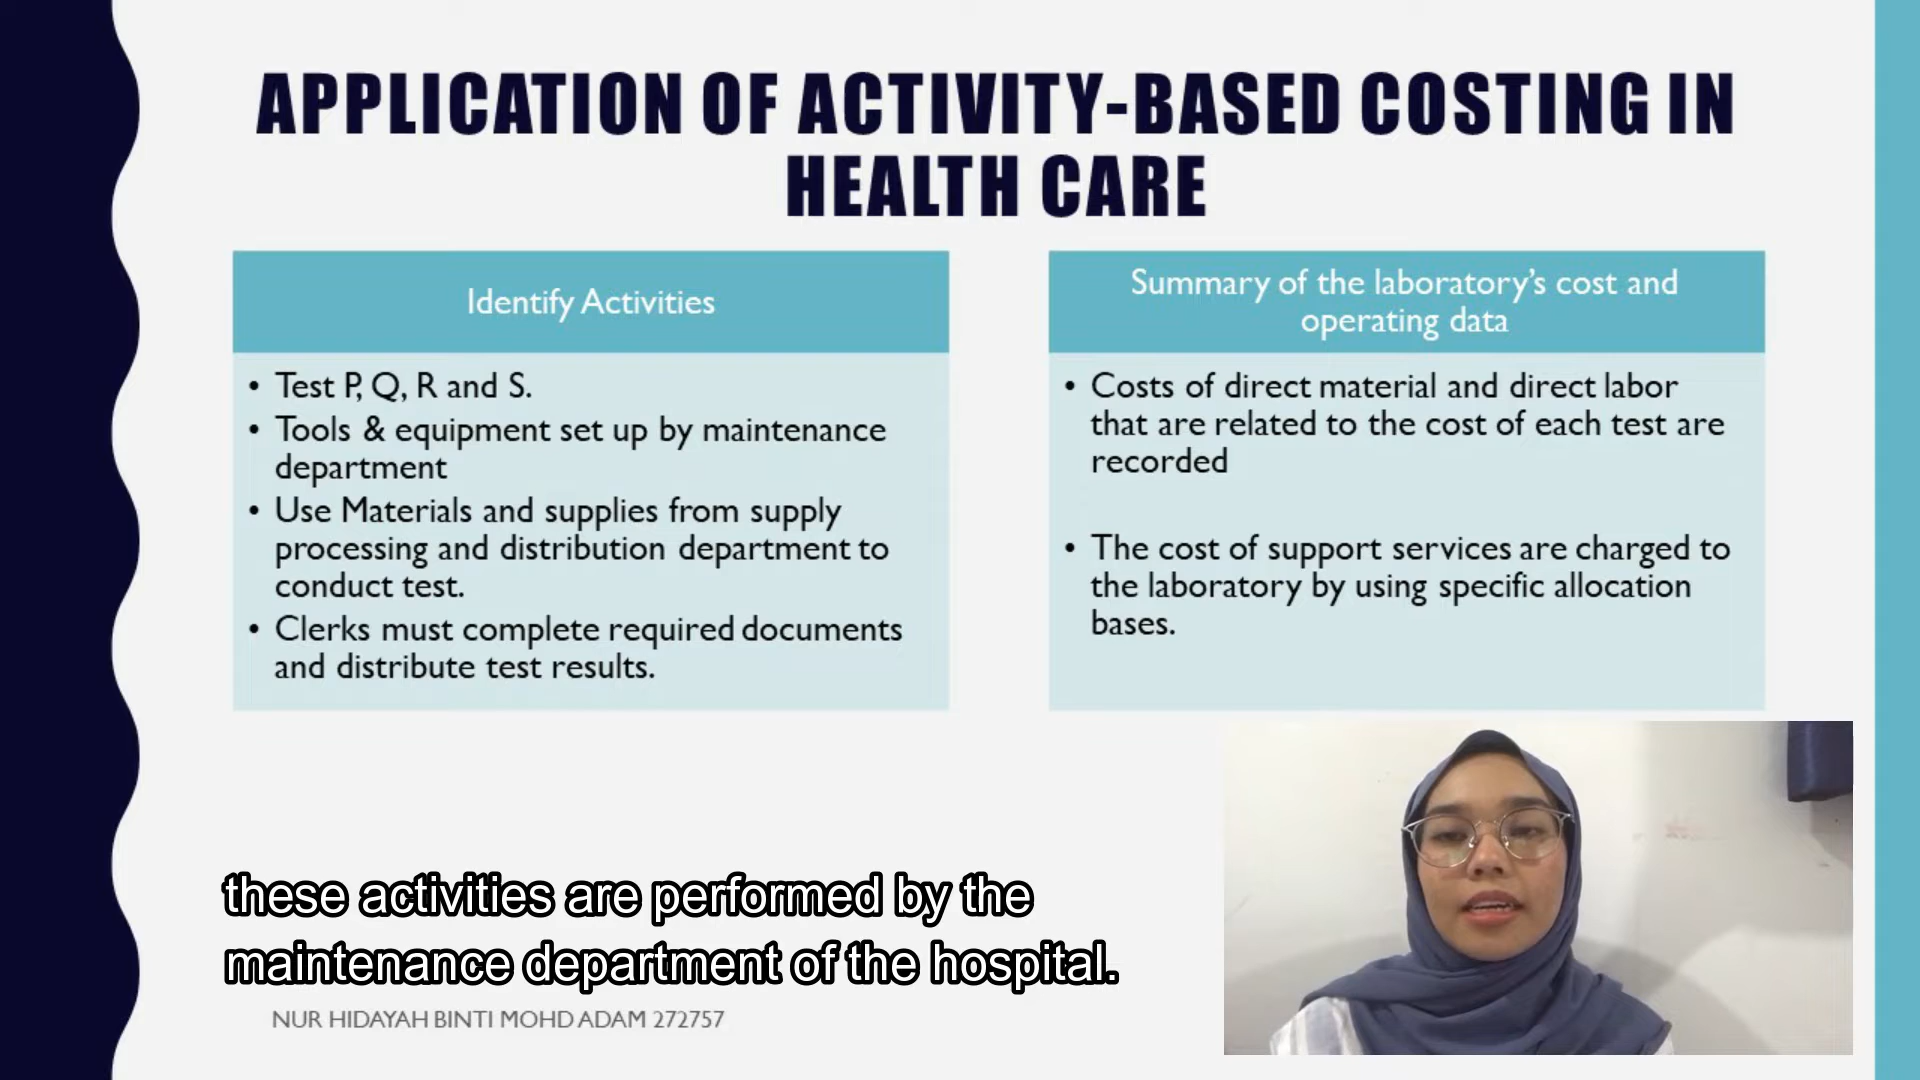 APPLICATION OF ACTIVITY-BASED COSTING IN
HEALTH CARE
Identify Activities
• Test P, Q, R and S.
• Tools & equipment set up by maintenance
department
• Use Materials and supplies from supply
processing and distribution department to
conduct test.
• Clerks must complete required documents
and distribute test results.
Summary of the laboratory's cost and
operating data
• Costs of direct material and direct labor
that are related to the cost of each test are
recorded
• The cost of support services are charged to
the laboratory by using specific allocation
bases.
these activities are performed by the
maintenance department of the hospital.
NUR HIDAYAH BINTI MOHD ADAM 272757